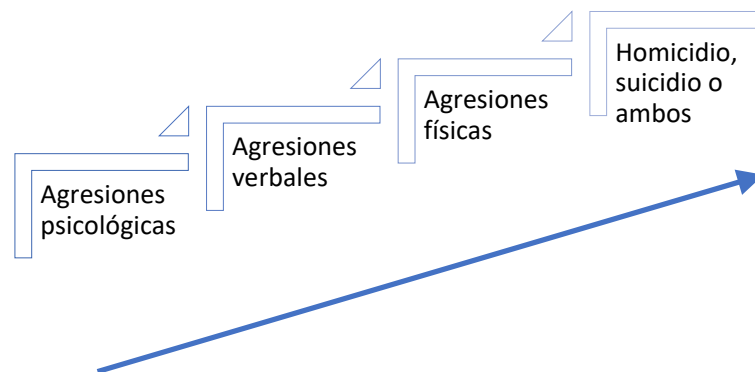 Agresiones
psicológicas
Agresiones
verbales
Agresiones
físicas
Homicidio,
suicidio o
ambos